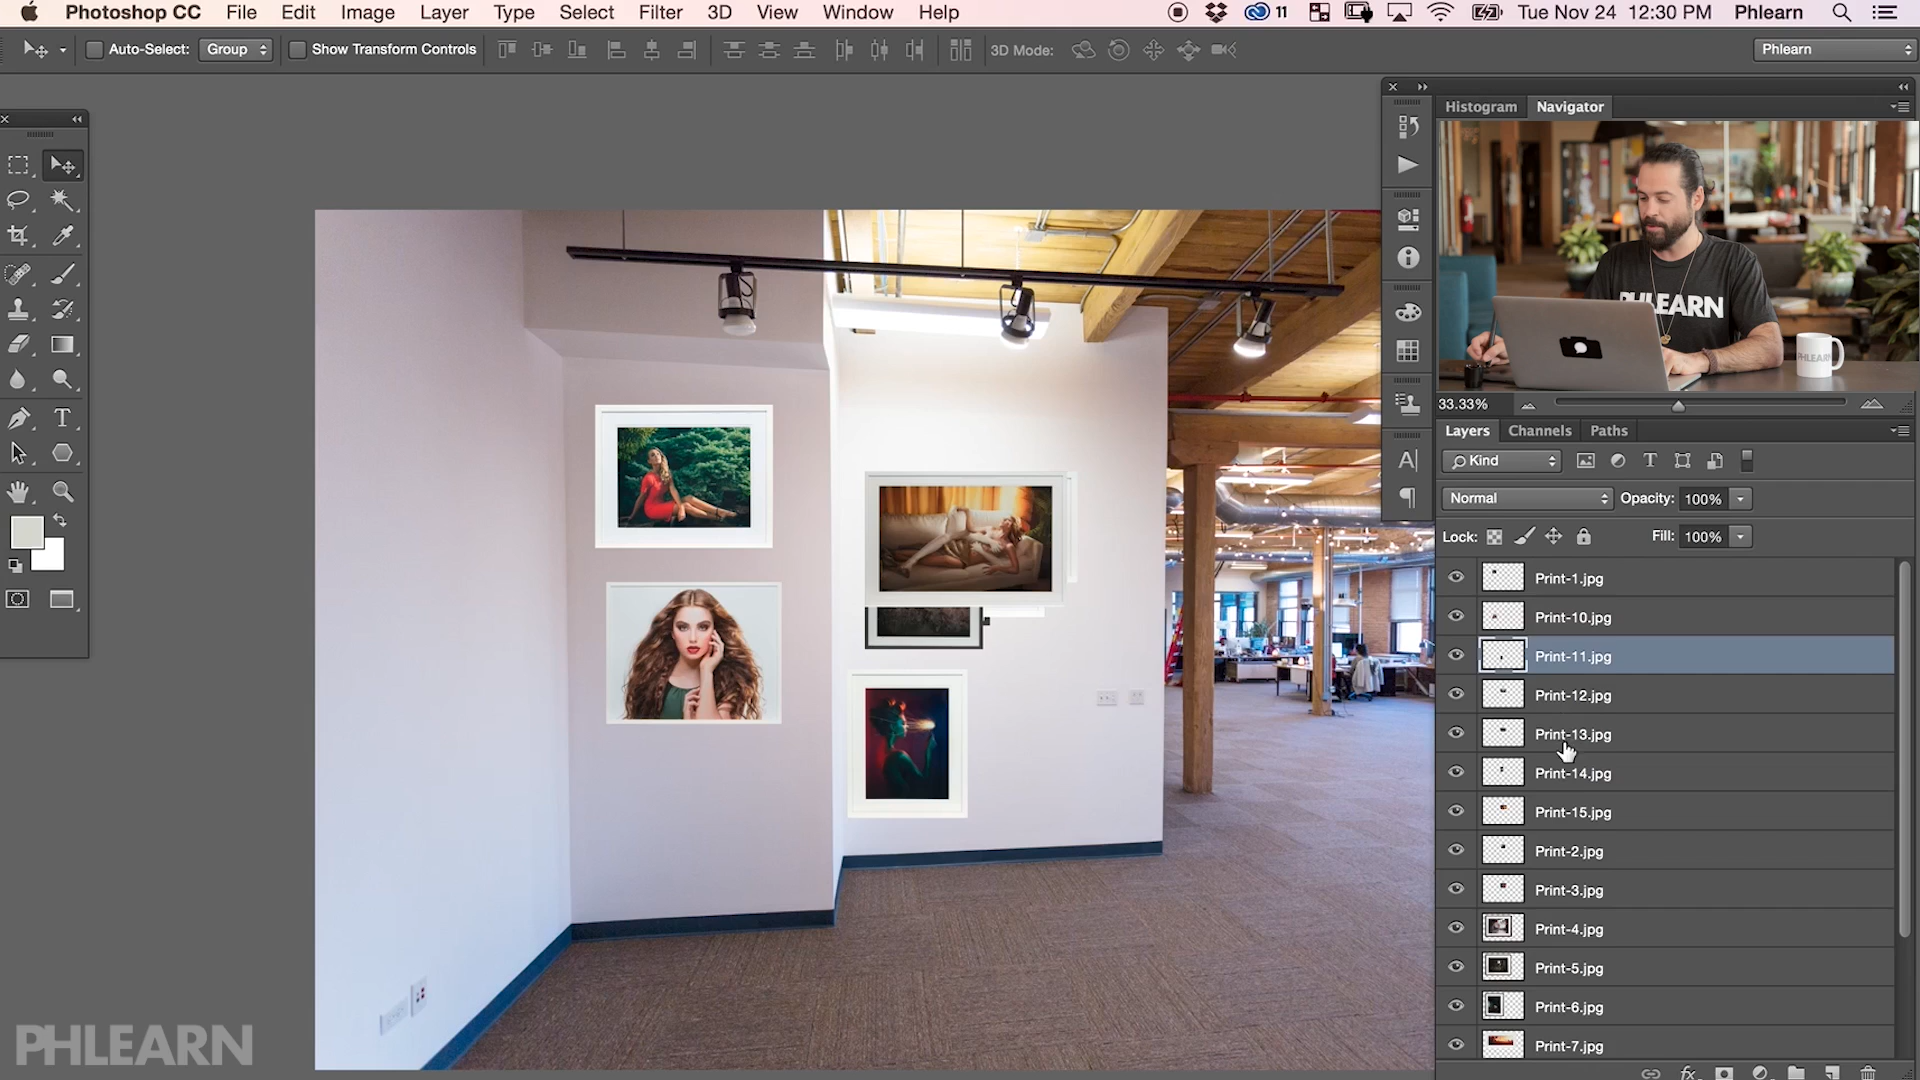 Photoshop CC File Edit Image Layer Type Select Filter 3D View Window Help 11 Tue Nov 24 12:30 PM Phlearn
Auto-Select: Group Show Transform Controls 3D Mode: Phlearn
Histogram Navigator
PHLEARN
PHLEARN
33.33%
Layers Channels Paths
Kind
Normal Opacity: 100%
Lock: Fill: 100%
Print-1.jpg
Print-10.jpg
Print-11.jpg
Print-12.jpg
Print-13.jpg
Print-14.jpg
Print-15.jpg
Print-2.jpg
Print-3.jpg
Print-4.jpg
Print-5.jpg
Print-6.jpg
Print-7.jpg
fx
PHLEARN